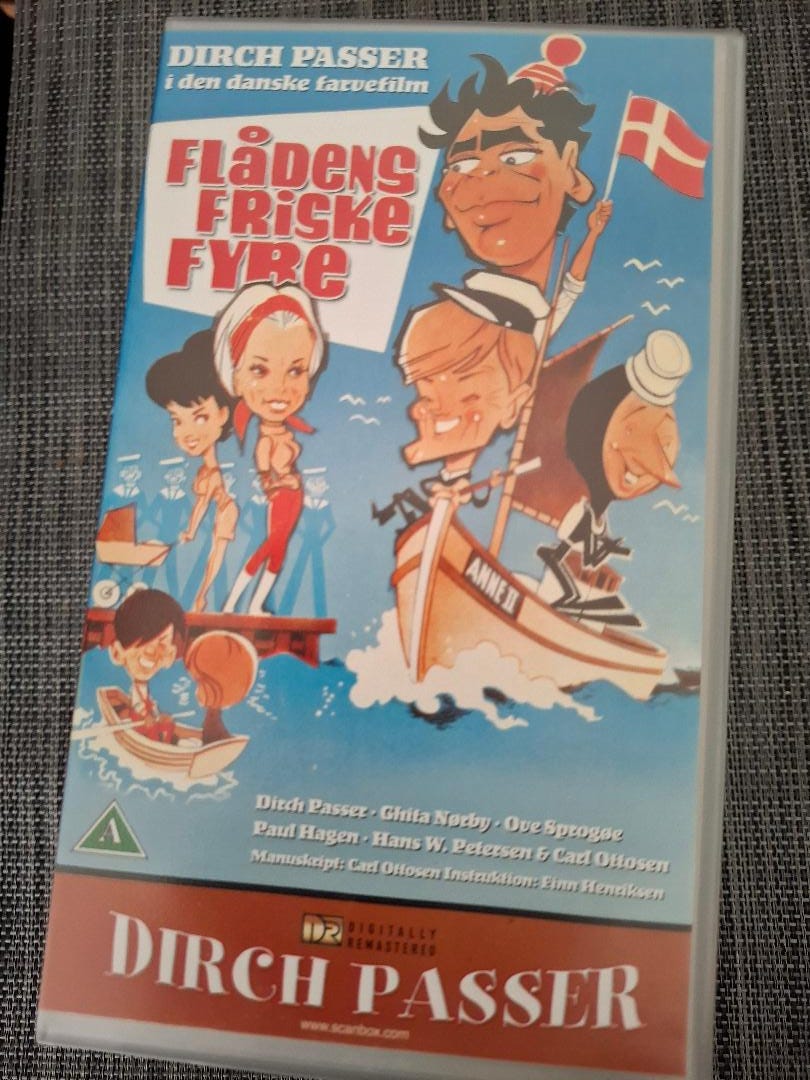 DIRCH PASSER
i den danske farvefilm
FLÅDENS
FRISKE
FYRE
ANNE II
Dirch Passer · Ghita Nørby · Ove Sprogøe
Paul Hagen · Hans W. Petersen & Carl Ottosen
Manuskript: Carl Ottosen Instruktion: Finn Henriksen
A
DR DIGITALLY
REMASTERED
DIRCH PASSER
www.scanbox.com